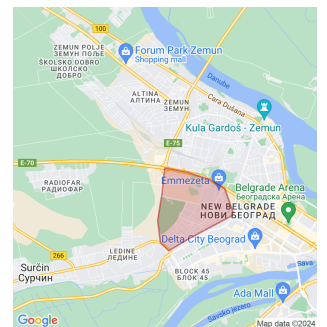 100
ZEMUN POLJE
ЗЕМУН ПОЉЕ
Forum Park Zemun
Shopping mall
ŠKOLSKO DOBRO
ШКОЛСКО
ДОБРО
ALTINA
АЛТИНА
ZEMUN
ЗЕМУН
Danube
Cara Dušana
Kula Gardoš - Zemun
E-75
E-70
RADIOFAR
РАДИОФАР
Emmezeta
Belgrade Arena
Београдска Арена
NEW BELGRADE
НОВИ БЕОГРАД
LEDINE
ЛЕДИНЕ
Delta City Beograd
266
Surčin
Сурчин
BLOCK 45
БЛОК 45
Sava
Ada Mall
Savsko jezero
Google
Map data ©2024